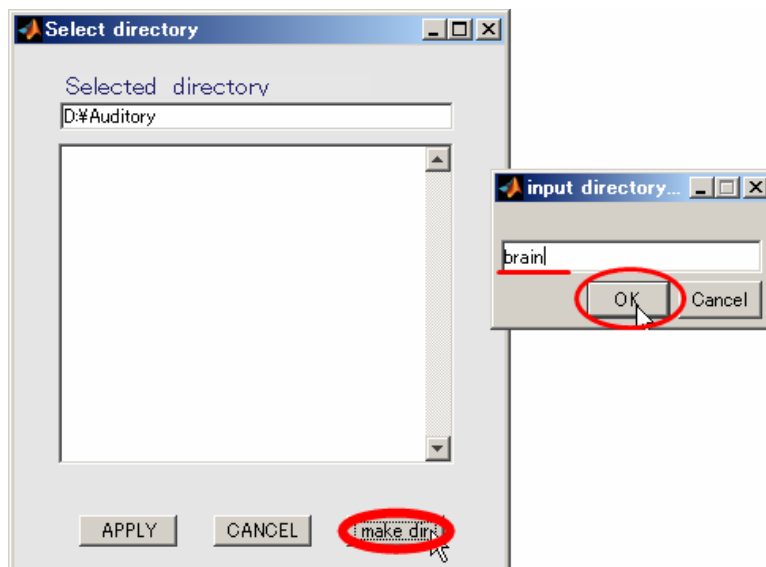 Select directory
Selected directory
D:¥Auditory
input directory...
brain
OK Cancel
APPLY CANCEL make dir